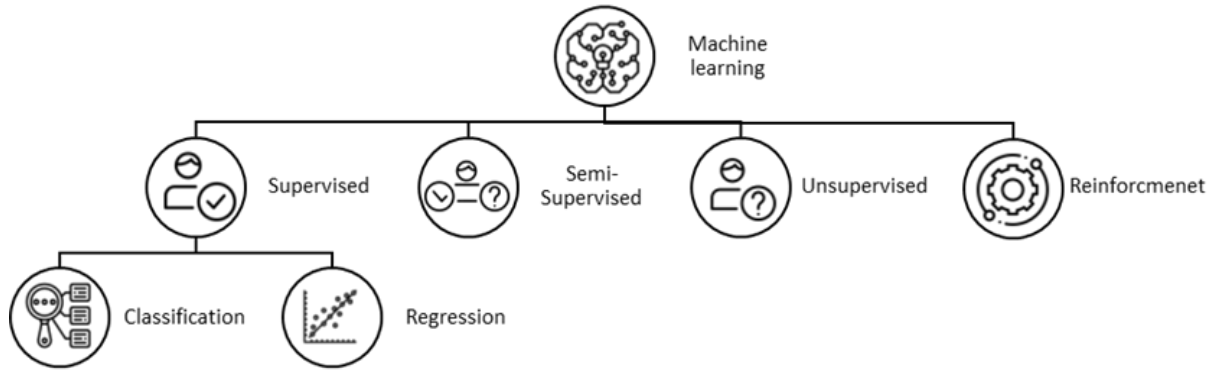 Machine
learning
Supervised
Semi-
Supervised
Unsupervised
Reinforcmenet
Classification
Regression